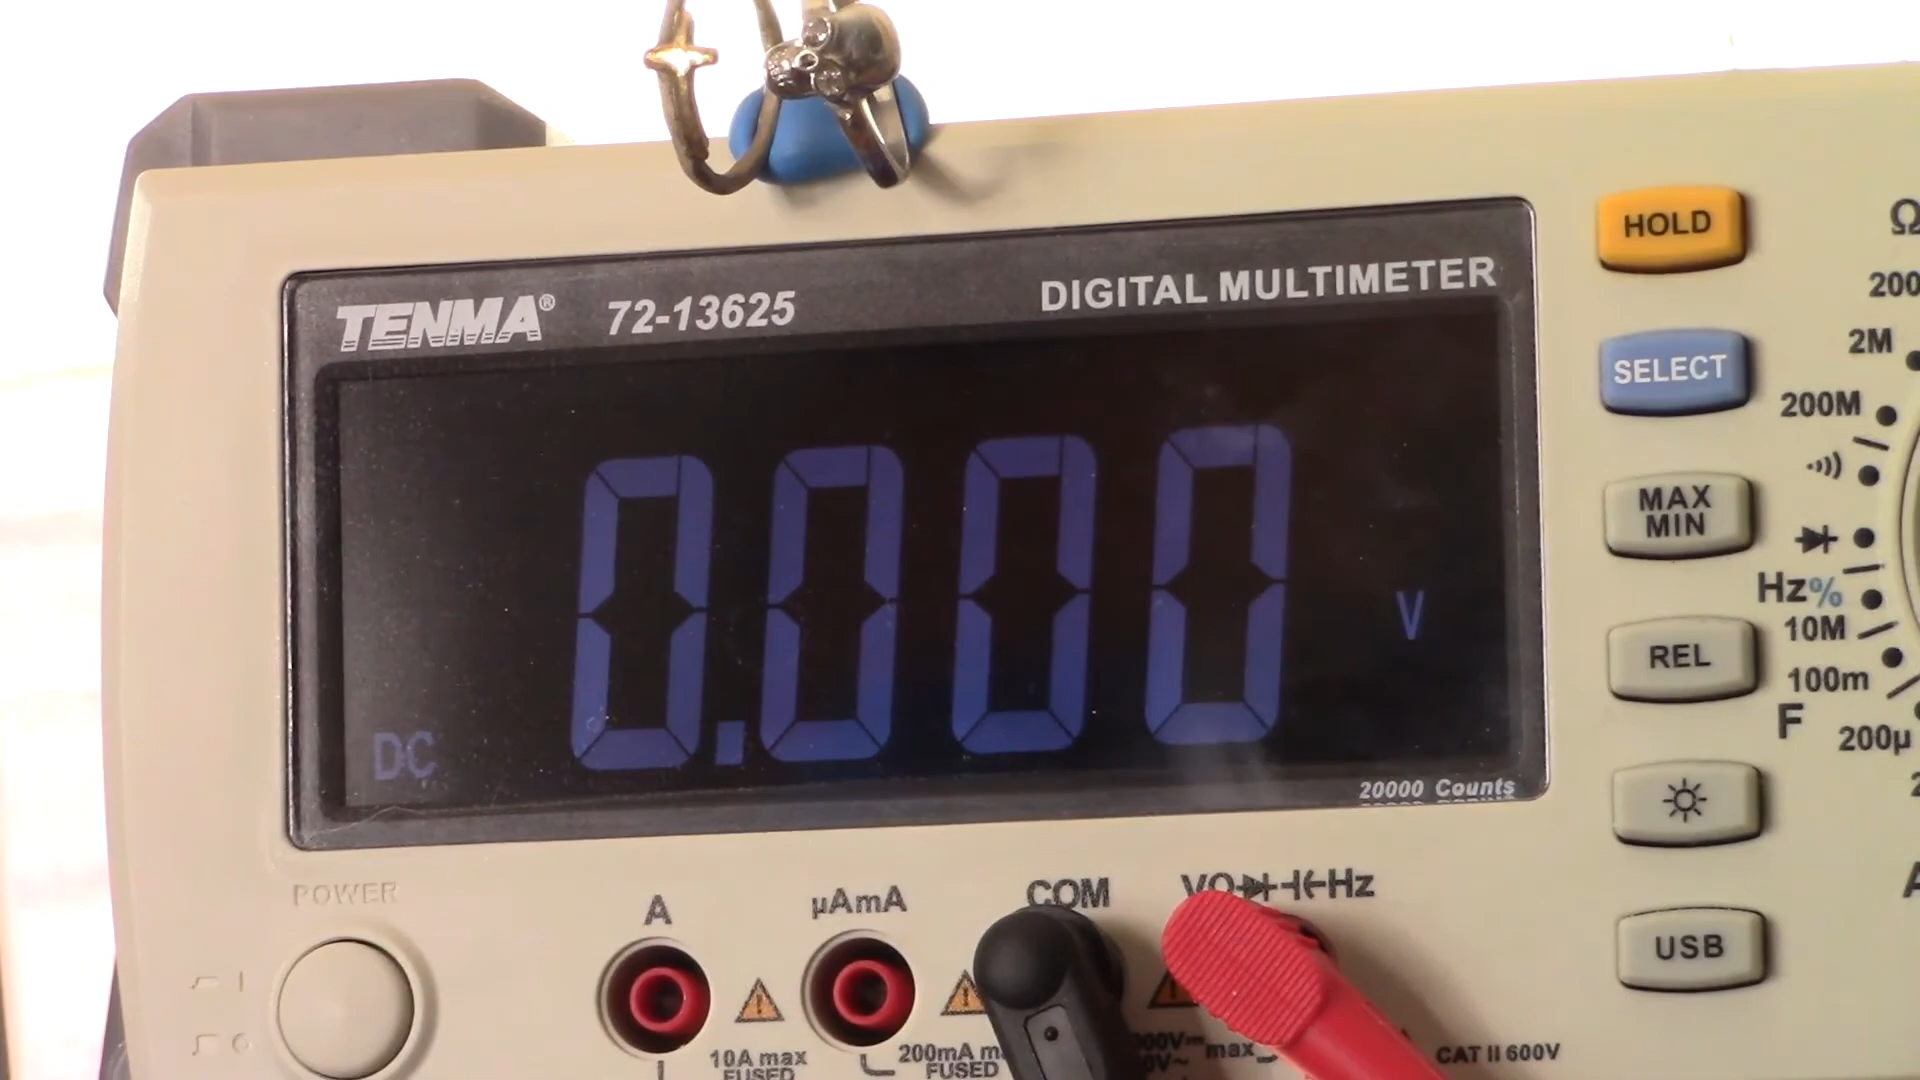 TENMA® 72-13625 DIGITAL MULTIMETER
0.000 V
DC
20000 Counts
HOLD
SELECT
MAX
MIN
REL
USB
Ω
200
2M
200M
Hz%
10M
100m
F
200µ
POWER
A
µAmA
COM
VΩ Hz
10A max
FUSED
200mA
FUSED
max
CAT II 600V